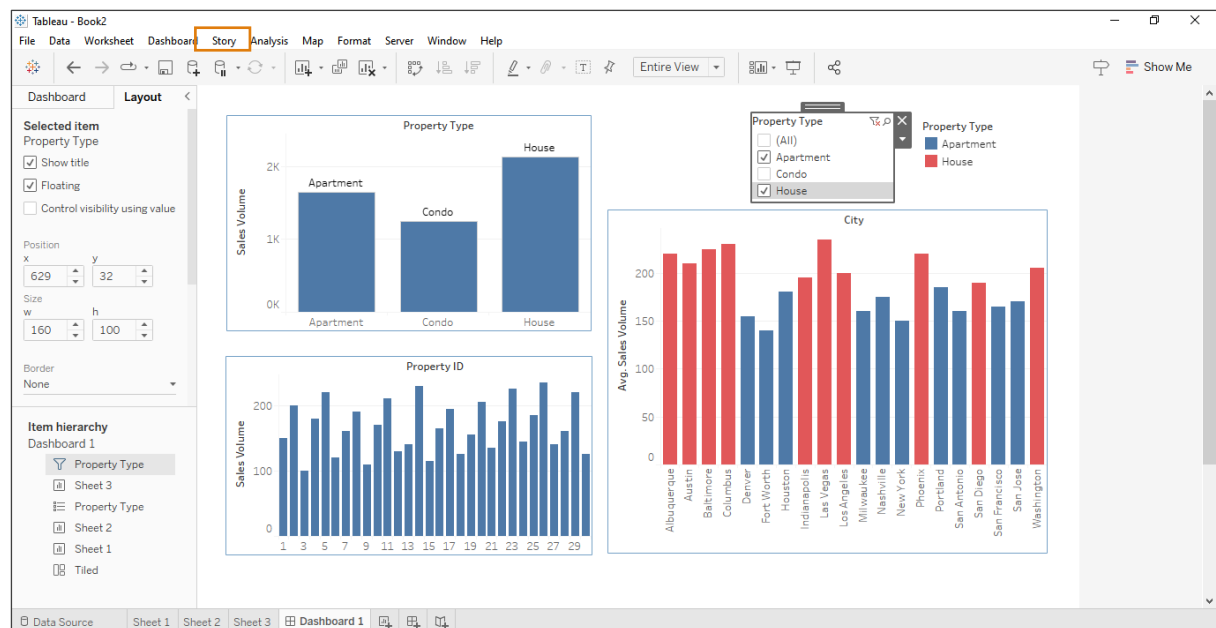 Tableau - Book2
File Data Worksheet Dashboard Story Analysis Map Format Server Window Help
T Entire View Show Me
Dashboard Layout
Selected item
Property Type
Show title
Floating
Control visibility using value
Position
x y
629 32
Size
w h
160 100
Border
None
Item hierarchy
Dashboard 1
Property Type
Sheet 3
Property Type
Sheet 2
Sheet 1
Tiled
Property Type
House
2K
Apartment
Condo
Sales Volume
1K
0K
Apartment Condo House
Property ID
200
Sales Volume
100
0
1 3 5 7 9 11 13 15 17 19 21 23 25 27 29
Property Type
(All)
Apartment
Condo
House
Property Type
Apartment
House
City
200
Avg. Sales Volume
150
100
50
0
Albuquerque
Austin
Baltimore
Columbus
Denver
Fort Worth
Houston
Indianapolis
Las Vegas
Los Angeles
Milwaukee
Nashville
New York
Phoenix
Portland
San Antonio
San Diego
San Francisco
San Jose
Washington
Data Source Sheet 1 Sheet 2 Sheet 3 Dashboard 1